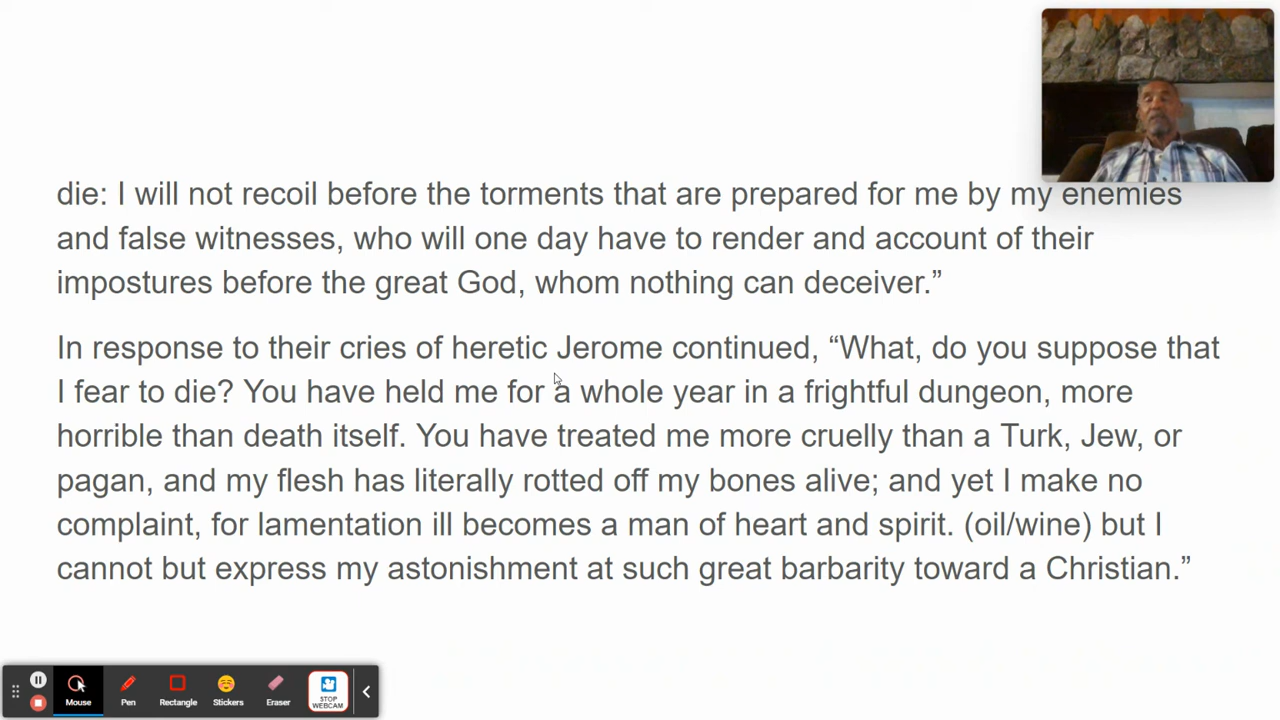 die: I will not recoil before the torments that are prepared for me by my enemies
and false witnesses, who will one day have to render and account of their
impostures before the great God, whom nothing can deceiver.”
In response to their cries of heretic Jerome continued, “What, do you suppose that
I fear to die? You have held me for a whole year in a frightful dungeon, more
horrible than death itself. You have treated me more cruelly than a Turk, Jew, or
pagan, and my flesh has literally rotted off my bones alive; and yet I make no
complaint, for lamentation ill becomes a man of heart and spirit. (oil/wine) but I
cannot but express my astonishment at such great barbarity toward a Christian.”
Mouse
Pen
Rectangle
Stickers
Eraser
STOP
WEBCAM